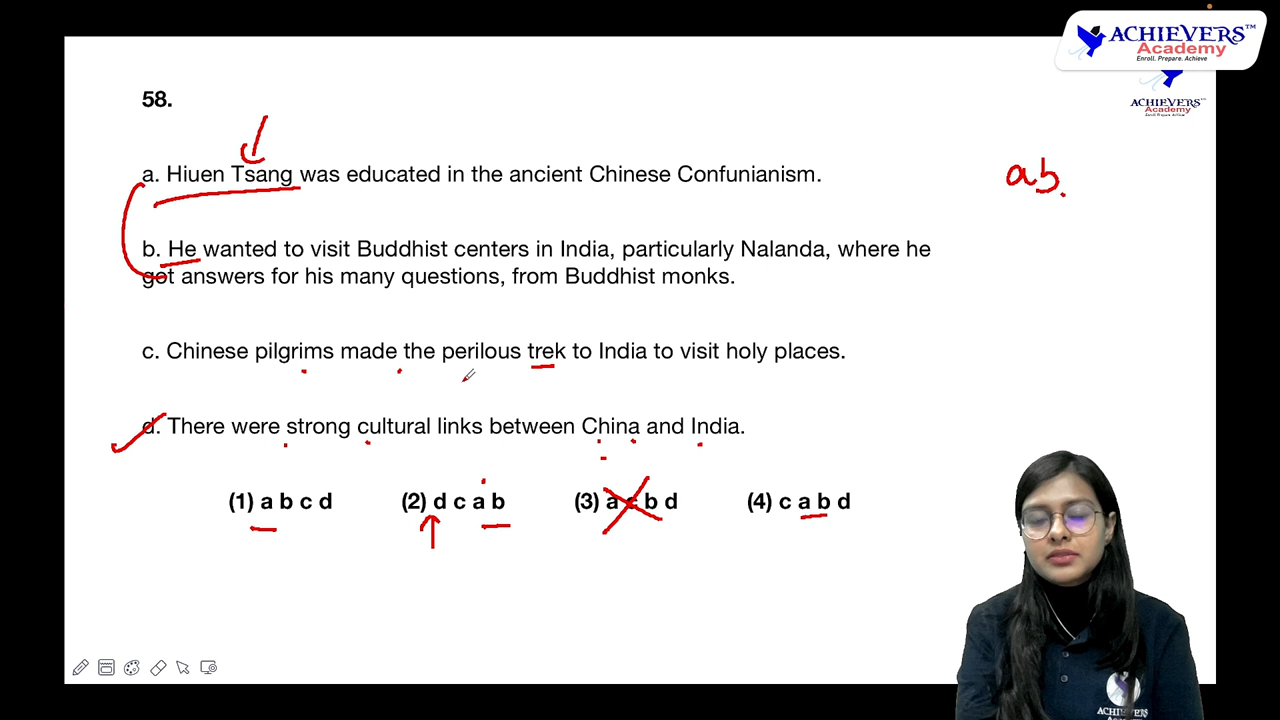 ACHIEVERS™
Academy
Enroll. Prepare. Achieve
ACHIEVERS™
Academy
58.
a. Hiuen Tsang was educated in the ancient Chinese Confunianism.
ab.
b. He wanted to visit Buddhist centers in India, particularly Nalanda, where he
got answers for his many questions, from Buddhist monks.
c. Chinese pilgrims made the perilous trek to India to visit holy places.
d. There were strong cultural links between China and India.
(1) a b c d (2) d c a b (3) a c b d (4) c a b d